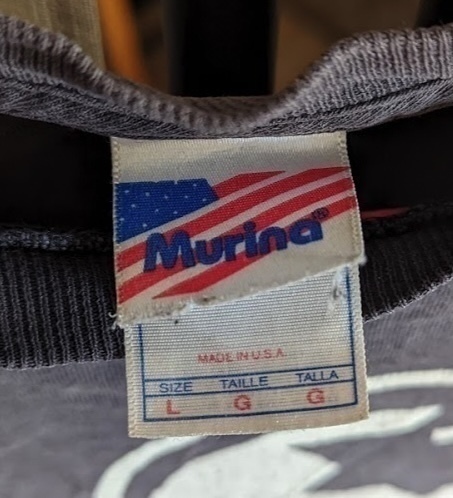 Murina®
MADE IN U.S.A.
SIZE TAILLE TALLA
L G G